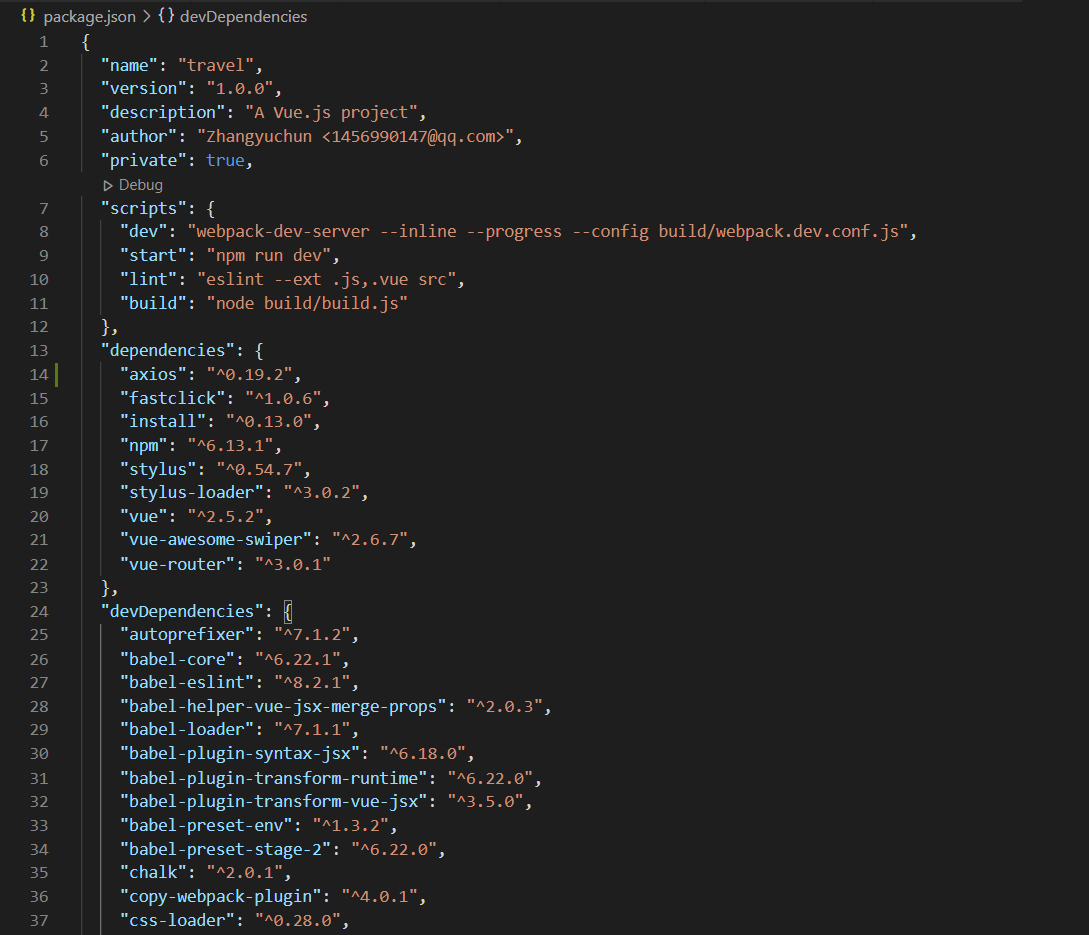 {} package.json > {} devDependencies
1 {
2 "name": "travel",
3 "version": "1.0.0",
4 "description": "A Vue.js project",
5 "author": "Zhangyuchun <1456990147@qq.com>",
6 "private": true,
Debug
7 "scripts": {
8 "dev": "webpack-dev-server --inline --progress --config build/webpack.dev.conf.js",
9 "start": "npm run dev",
10 "lint": "eslint --ext .js,.vue src",
11 "build": "node build/build.js"
12 },
13 "dependencies": {
14 "axios": "^0.19.2",
15 "fastclick": "^1.0.6",
16 "install": "^0.13.0",
17 "npm": "^6.13.1",
18 "stylus": "^0.54.7",
19 "stylus-loader": "^3.0.2",
20 "vue": "^2.5.2",
21 "vue-awesome-swiper": "^2.6.7",
22 "vue-router": "^3.0.1"
23 },
24 "devDependencies": {
25 "autoprefixer": "^7.1.2",
26 "babel-core": "^6.22.1",
27 "babel-eslint": "^8.2.1",
28 "babel-helper-vue-jsx-merge-props": "^2.0.3",
29 "babel-loader": "^7.1.1",
30 "babel-plugin-syntax-jsx": "^6.18.0",
31 "babel-plugin-transform-runtime": "^6.22.0",
32 "babel-plugin-transform-vue-jsx": "^3.5.0",
33 "babel-preset-env": "^1.3.2",
34 "babel-preset-stage-2": "^6.22.0",
35 "chalk": "^2.0.1",
36 "copy-webpack-plugin": "^4.0.1",
37 "css-loader": "^0.28.0",